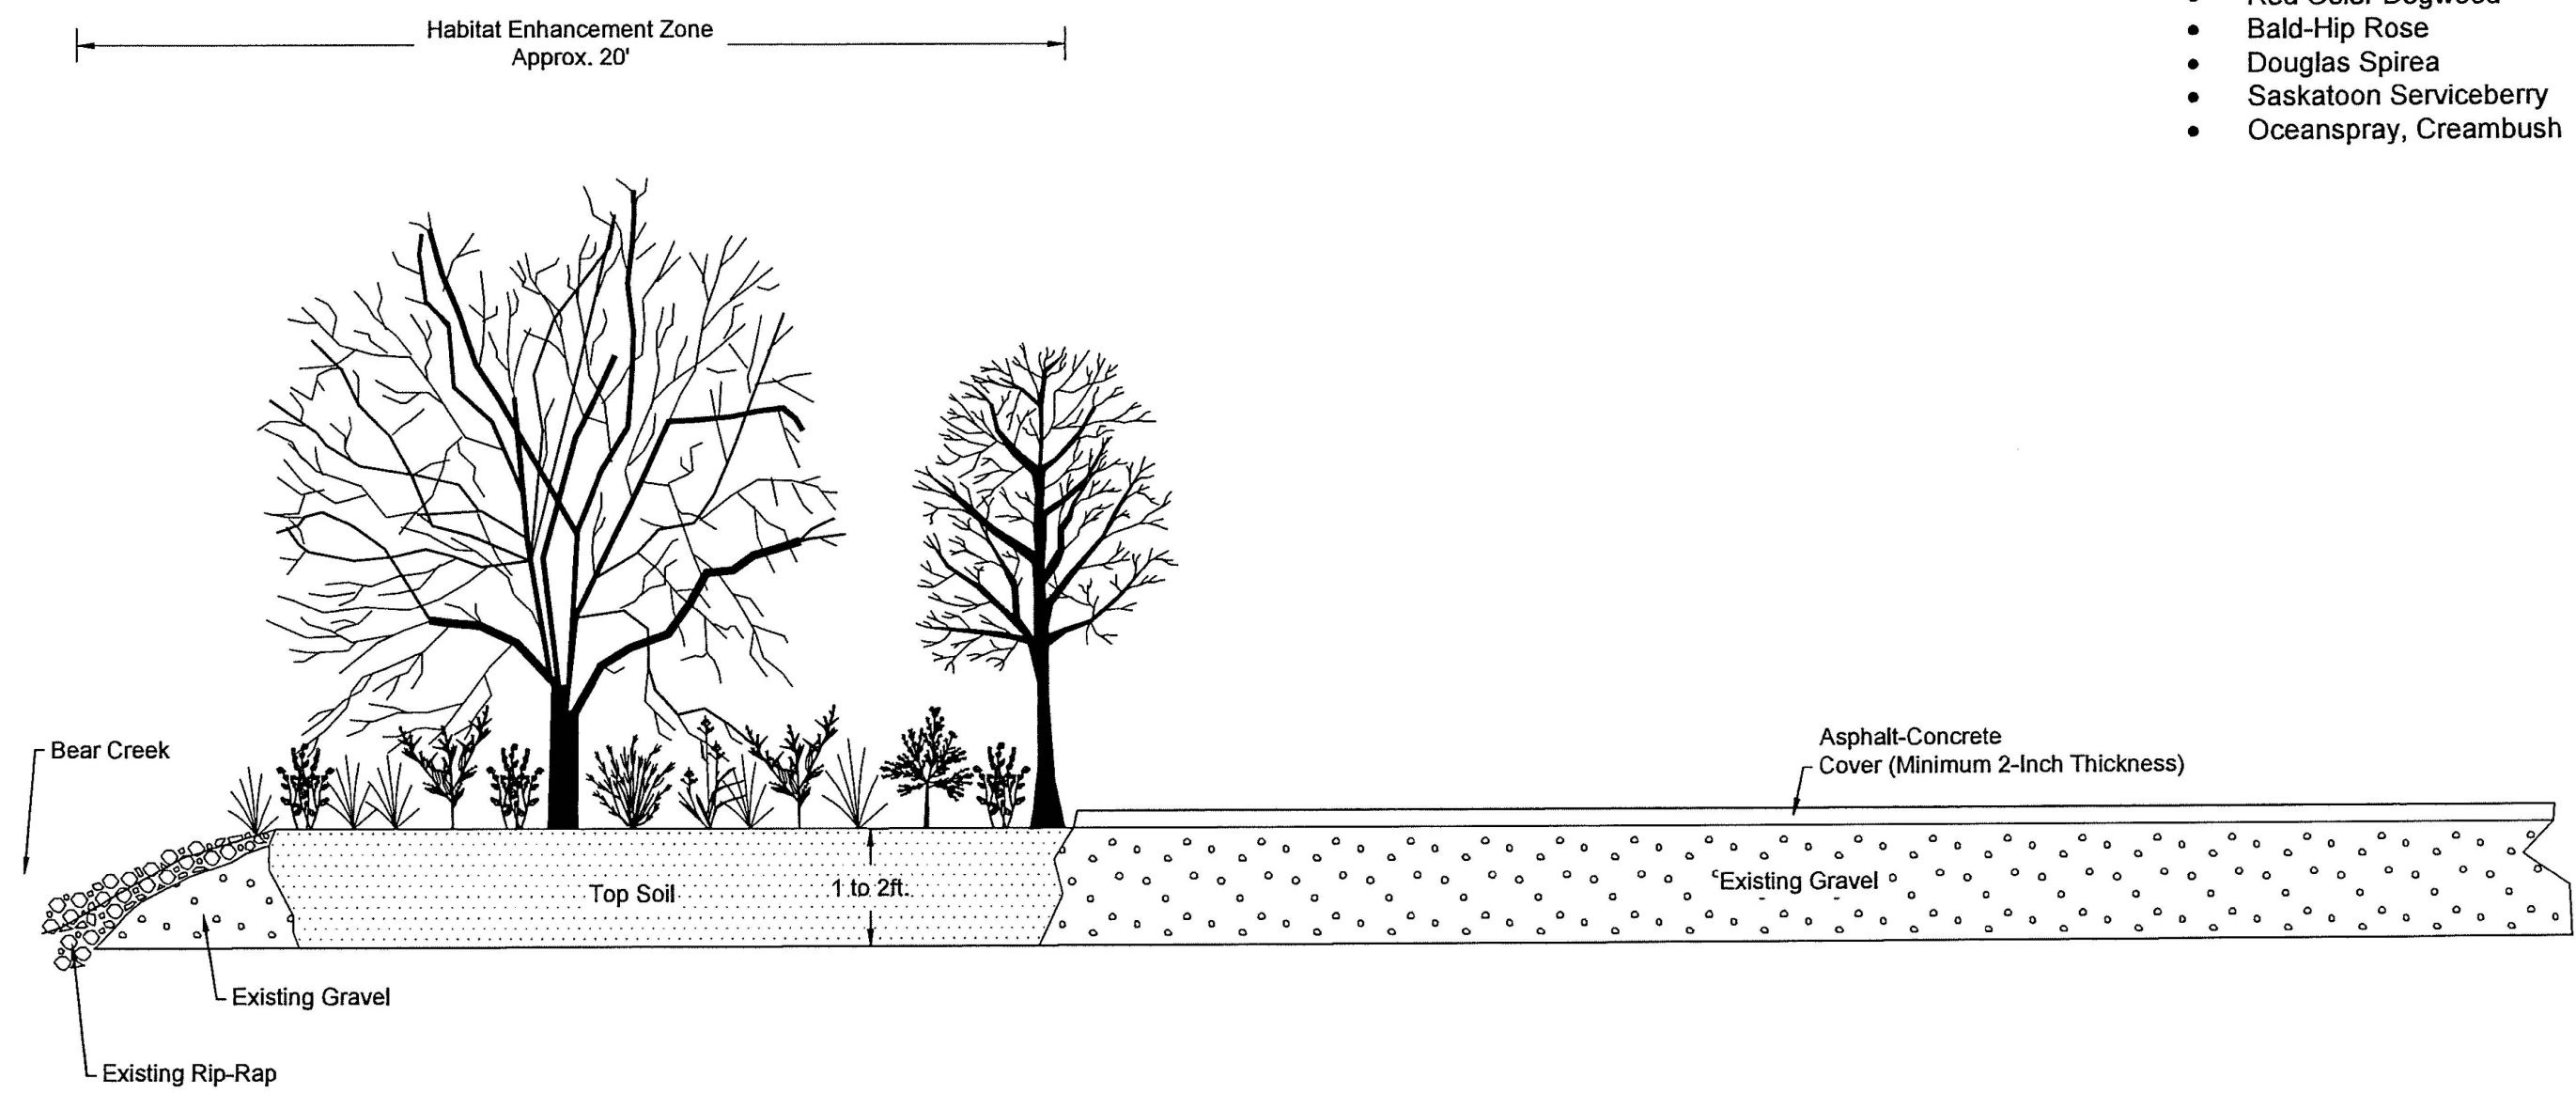 Habitat Enhancement Zone
Approx. 20'
• Bald-Hip Rose
• Douglas Spirea
• Saskatoon Serviceberry
• Oceanspray, Creambush
Bear Creek
Asphalt-Concrete
Cover (Minimum 2-Inch Thickness)
Top Soil
1 to 2ft.
Existing Gravel
Existing Gravel
Existing Rip-Rap